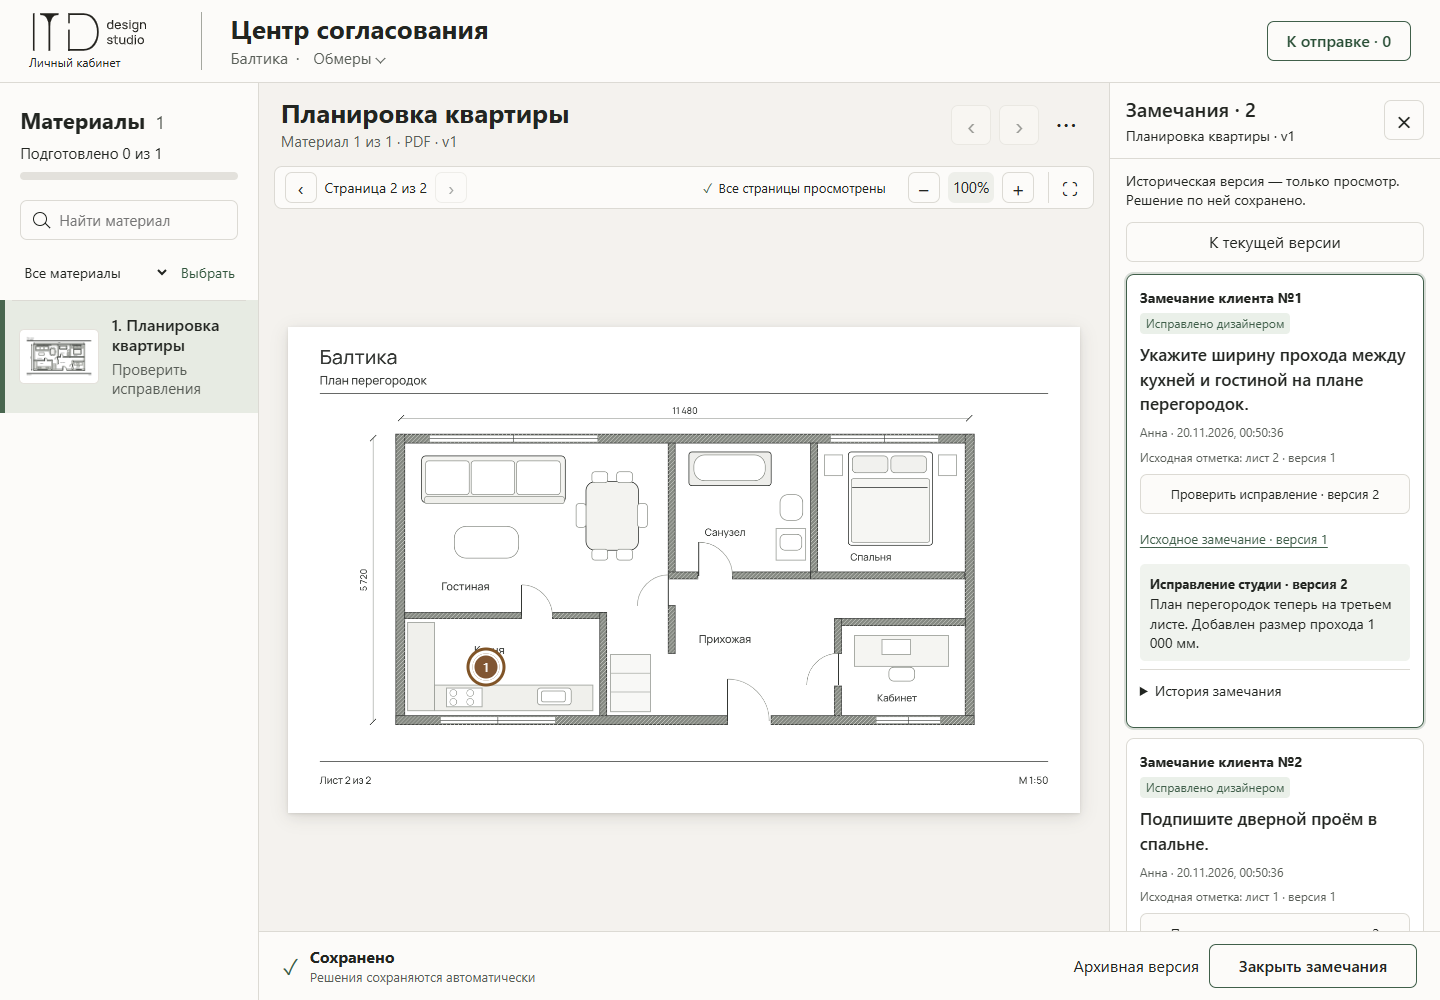 ITD design studio
Личный кабинет
Центр согласования
Балтика · Обмеры
К отправке · 0
Материалы 1
Подготовлено 0 из 1
Найти материал
Все материалы Выбрать
1. Планировка
квартиры
Проверить
исправления
Планировка квартиры
Материал 1 из 1 · PDF · v1
Страница 2 из 2
✓ Все страницы просмотрены
− 100% +
Балтика
План перегородок
11 480
5 720
Санузел
Спальня
Гостиная
Прихожая
1
Кабинет
Лист 2 из 2
М 1:50
Замечания · 2
Планировка квартиры · v1
Историческая версия — только просмотр.
Решение по ней сохранено.
К текущей версии
Замечание клиента №1
Исправлено дизайнером
Укажите ширину прохода между
кухней и гостиной на плане
перегородок.
Анна · 20.11.2026, 00:50:36
Исходная отметка: лист 2 · версия 1
Проверить исправление · версия 2
Исходное замечание · версия 1
Исправление студии · версия 2
План перегородок теперь на третьем
листе. Добавлен размер прохода 1
000 мм.
История замечания
Замечание клиента №2
Исправлено дизайнером
Подпишите дверной проём в
спальне.
Анна · 20.11.2026, 00:50:36
Исходная отметка: лист 1 · версия 1
Сохранено
Решения сохраняются автоматически
Архивная версия
Закрыть замечания